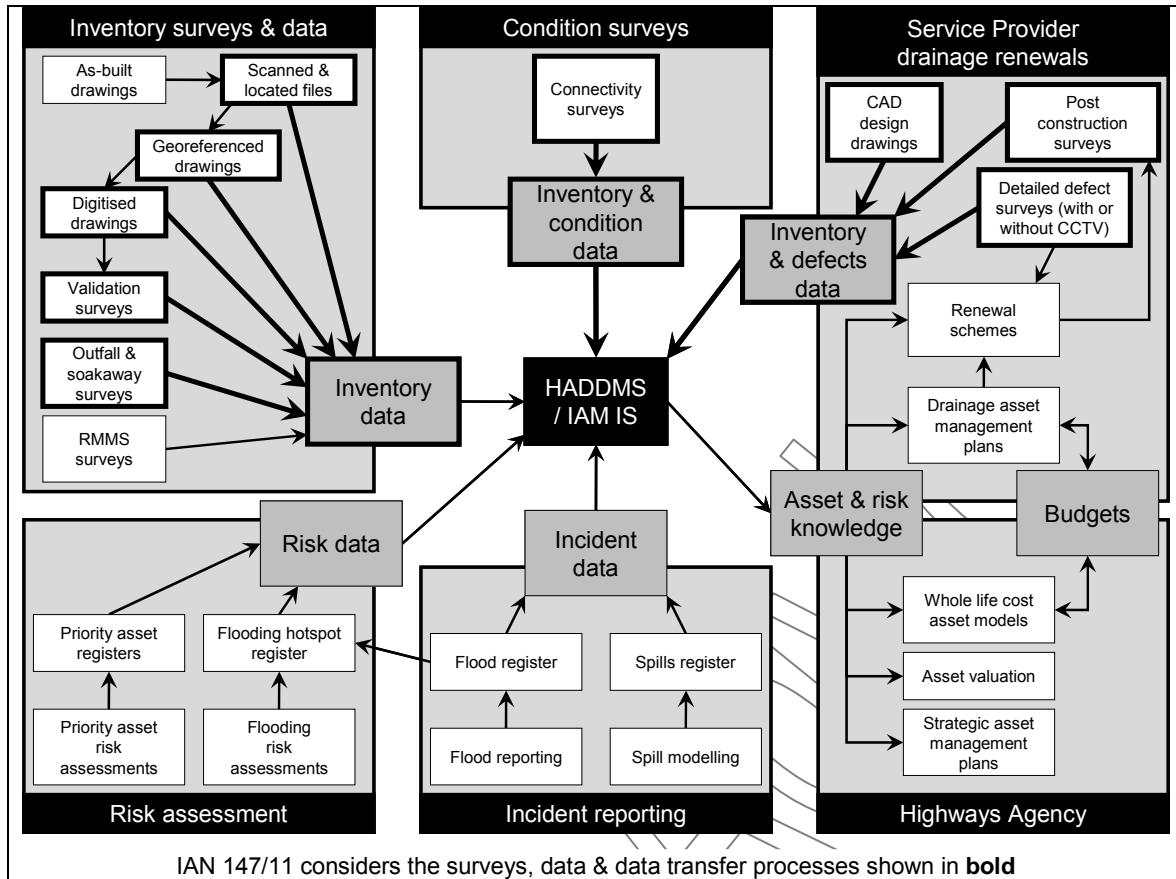 Inventory surveys & data
As-built
drawings
Scanned &
located files
Georeferenced
drawings
Digitised
drawings
Validation
surveys
Outfall &
soakaway
surveys
RMMS
surveys
Inventory
data
Condition surveys
Connectivity
surveys
Inventory &
condition
data
Service Provider
drainage renewals
CAD
design
drawings
Post
construction
surveys
Detailed defect
surveys (with or
without CCTV)
Inventory
& defects
data
Renewal
schemes
Drainage asset
management
plans
HADDMS
/ IAM IS
Asset & risk
knowledge
Budgets
Risk data
Priority asset
registers
Flooding hotspot
register
Priority asset
risk
assessments
Flooding
risk
assessments
Risk assessment
Incident
data
Flood register
Spills register
Flood reporting
Spill modelling
Incident reporting
Whole life cost
asset models
Asset valuation
Strategic asset
management
plans
Highways Agency
IAN 147/11 considers the surveys, data & data transfer processes shown in bold